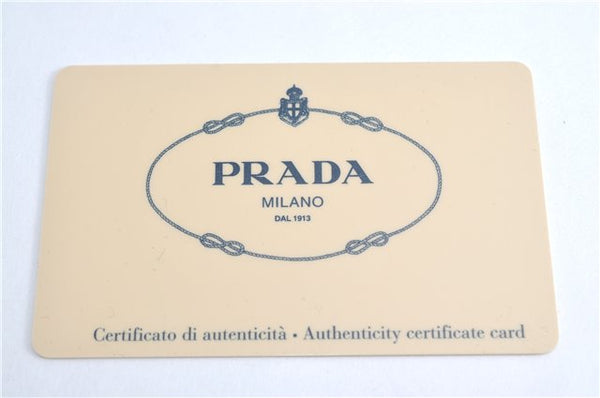 PRADA
MILANO
DAL 1913
Certificato di autenticità · Authenticity certificate card